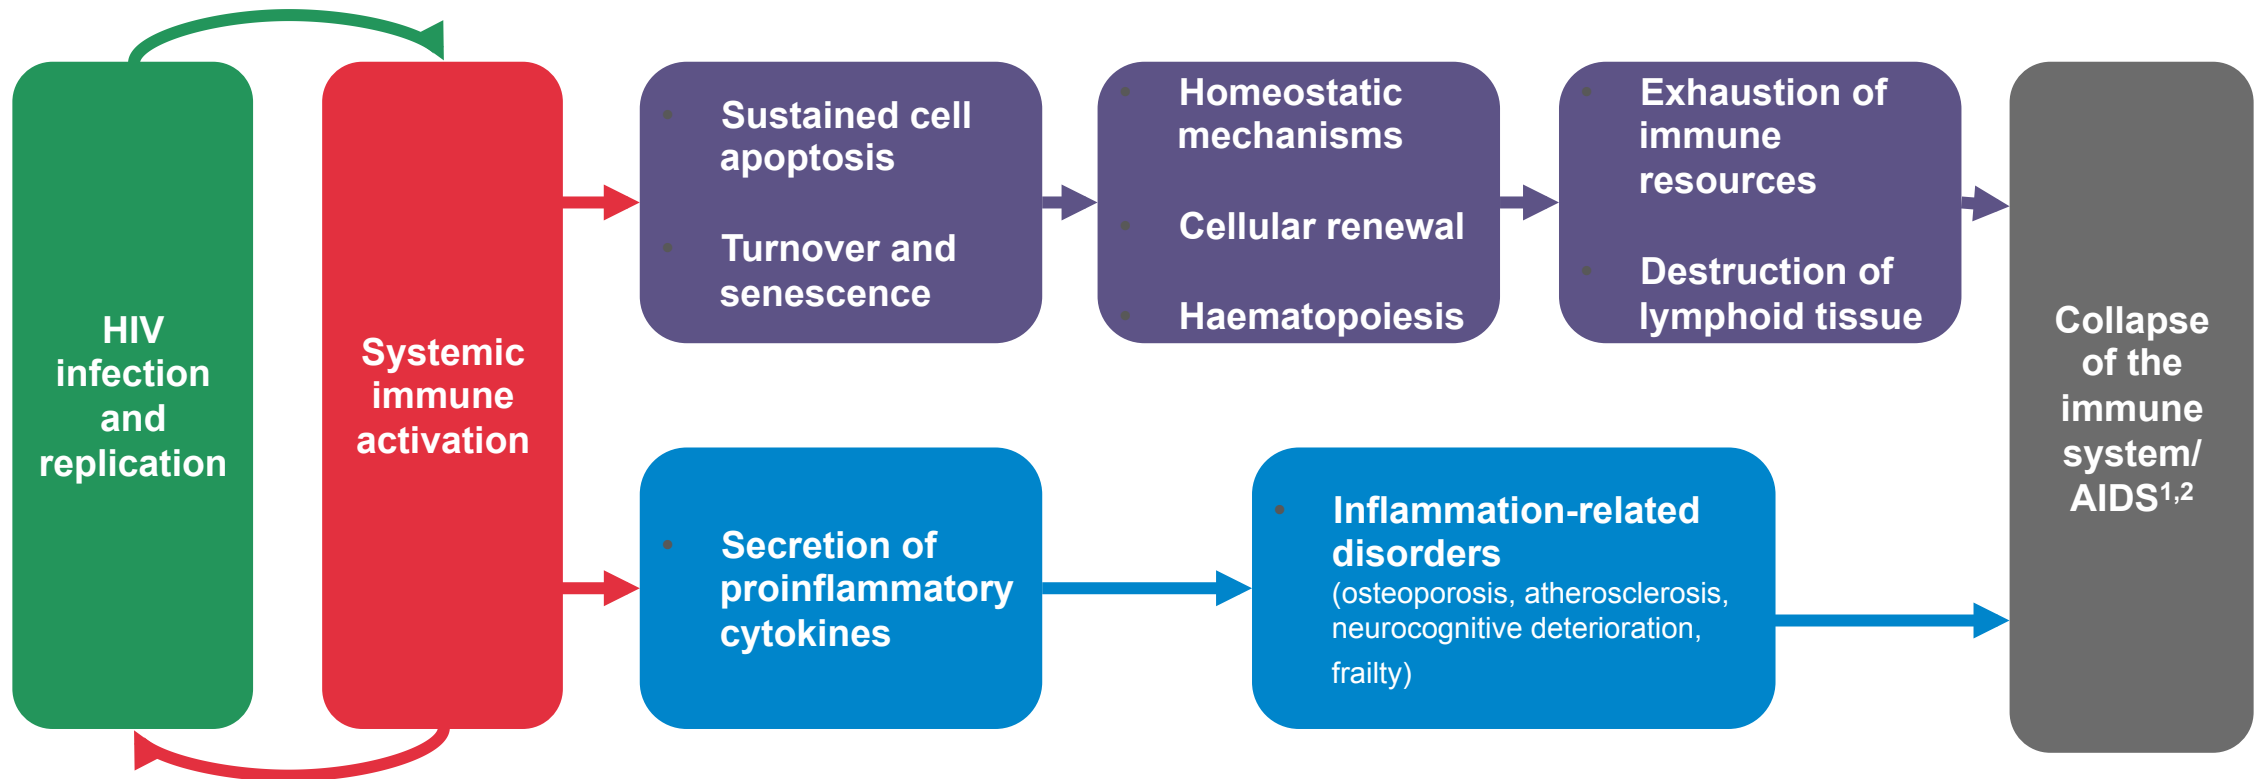 HIV
infection
and
replication
Systemic
immune
activation
• Sustained cell
apoptosis
• Turnover and
senescence
• Homeostatic
mechanisms
• Cellular renewal
• Haematopoiesis
• Exhaustion of
immune
resources
• Destruction of
lymphoid tissue
• Secretion of
proinflammatory
cytokines
• Inflammation-related
disorders
(osteoporosis, atherosclerosis,
neurocognitive deterioration,
frailty)
Collapse
of the
immune
system/
AIDS1,2